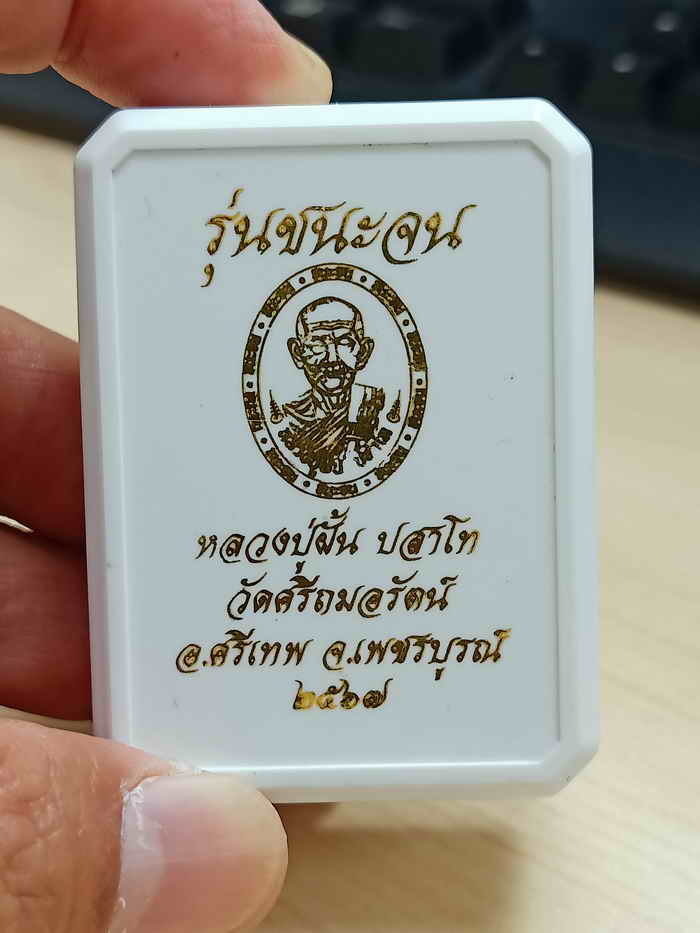 รุ่นชนะจน
หลวงปู่ฝั้น ปสาโท
วัดศรีถมอรัตน์
อ.ศรีเทพ จ.เพชรบูรณ์
๒๕๖๗